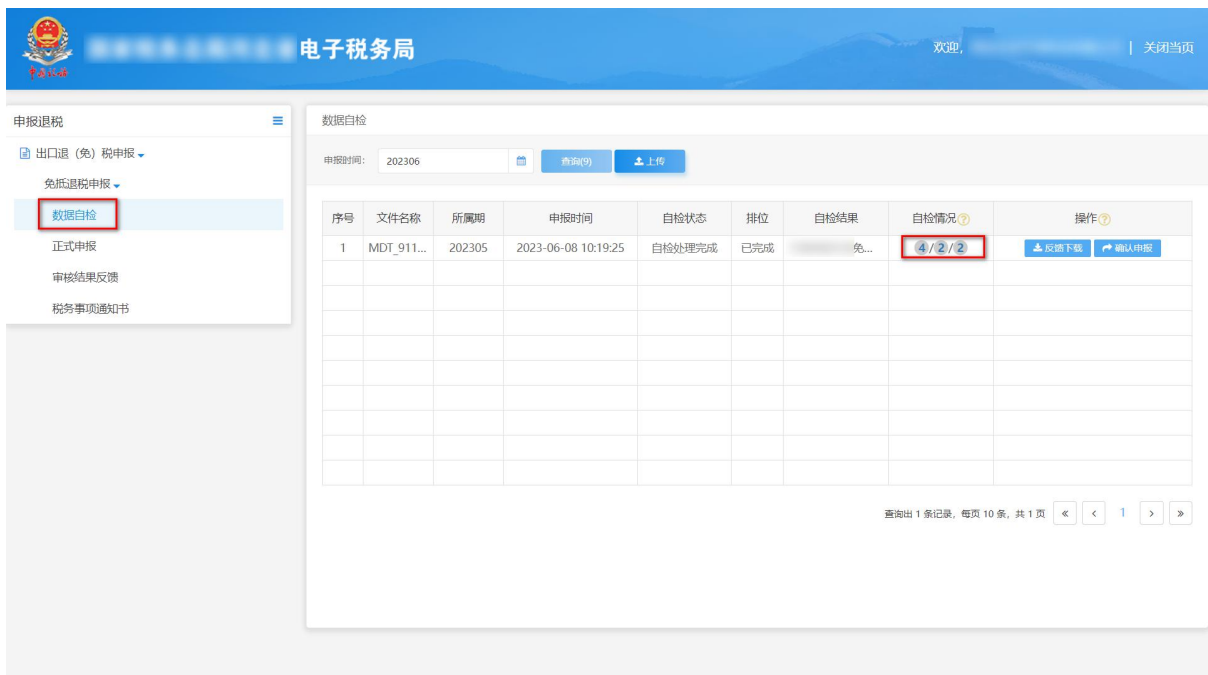 电子税务局
欢迎,
| 关闭当页
申报退税
出口退（免）税申报
免抵退税申报
数据自检
正式申报
审核结果反馈
税务事项通知书
数据自检
申报时间: 202306 查询(9) 上传
序号 文件名称 所属期 申报时间 自检状态 排位 自检结果 自检情况? 操作?
1 MDT_911... 202305 2023-06-08 10:19:25 自检处理完成 已完成 免... 4/2/2 反馈下载 确认申报
查询出 1 条记录, 每页 10 条, 共 1 页 « ‹ 1 › »